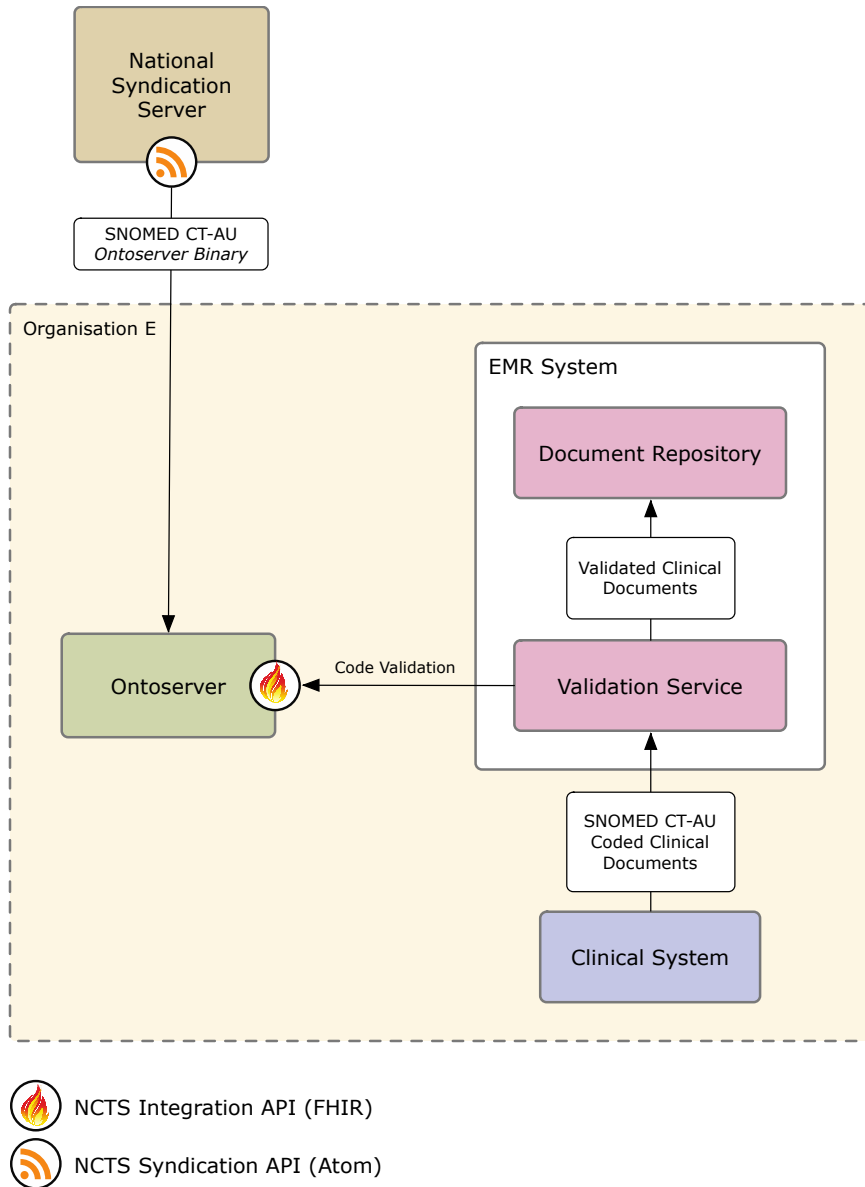 National
Syndication
Server
SNOMED CT-AU
Ontoserver Binary
Organisation E
EMR System
Document Repository
Validated Clinical
Documents
Ontoserver
Code Validation
Validation Service
SNOMED CT-AU
Coded Clinical
Documents
Clinical System
NCTS Integration API (FHIR)
NCTS Syndication API (Atom)